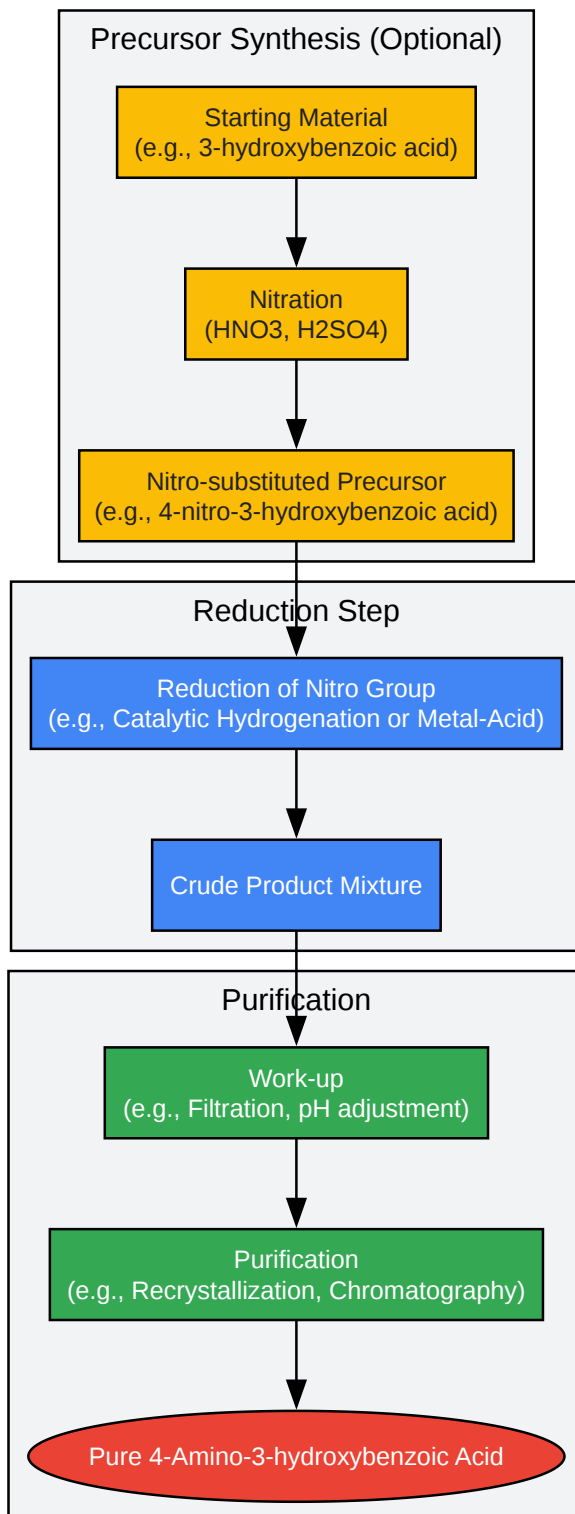 Precursor Synthesis (Optional)
Starting Material
(e.g., 3-hydroxybenzoic acid)
Nitration
(HNO3, H2SO4)
Nitro-substituted Precursor
(e.g., 4-nitro-3-hydroxybenzoic acid)
Reduction Step
Reduction of Nitro Group
(e.g., Catalytic Hydrogenation or Metal-Acid)
Crude Product Mixture
Purification
Work-up
(e.g., Filtration, pH adjustment)
Purification
(e.g., Recrystallization, Chromatography)
Pure 4-Amino-3-hydroxybenzoic Acid